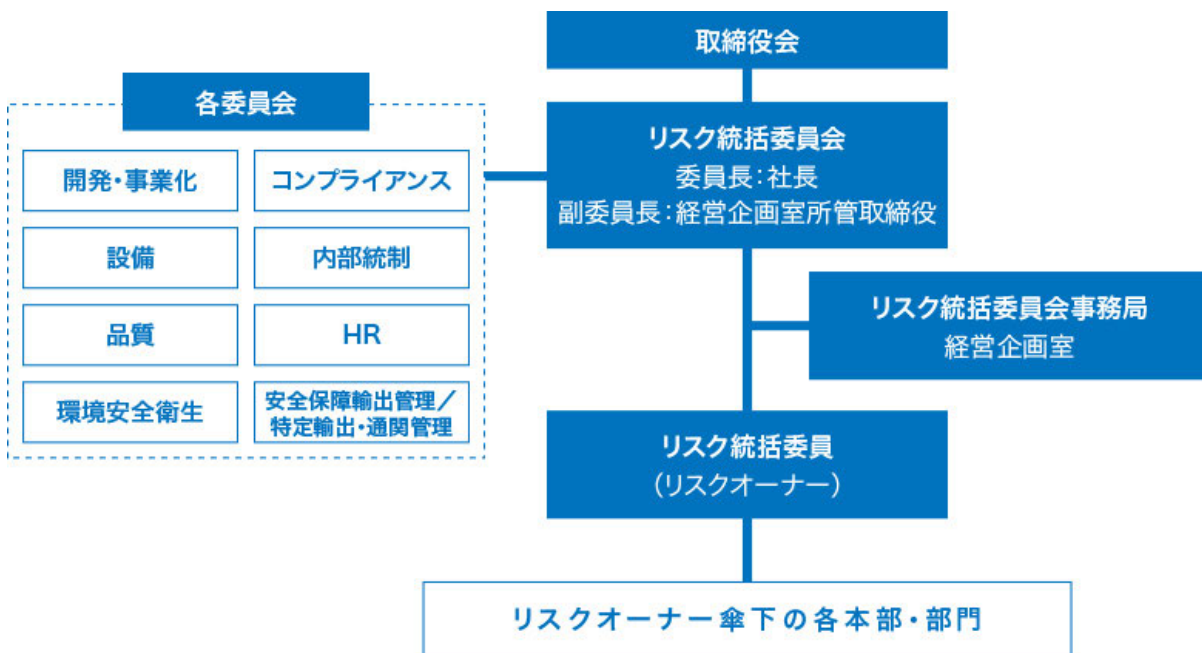 取締役会
各委員会
開発・事業化
コンプライアンス
設備
内部統制
品質
HR
環境安全衛生
安全保障輸出管理／
特定輸出・通関管理
リスク統括委員会
委員長：社長
副委員長：経営企画室所管取締役
リスク統括委員会事務局
経営企画室
リスク統括委員
（リスクオーナー）
リスクオーナー傘下の各本部・部門